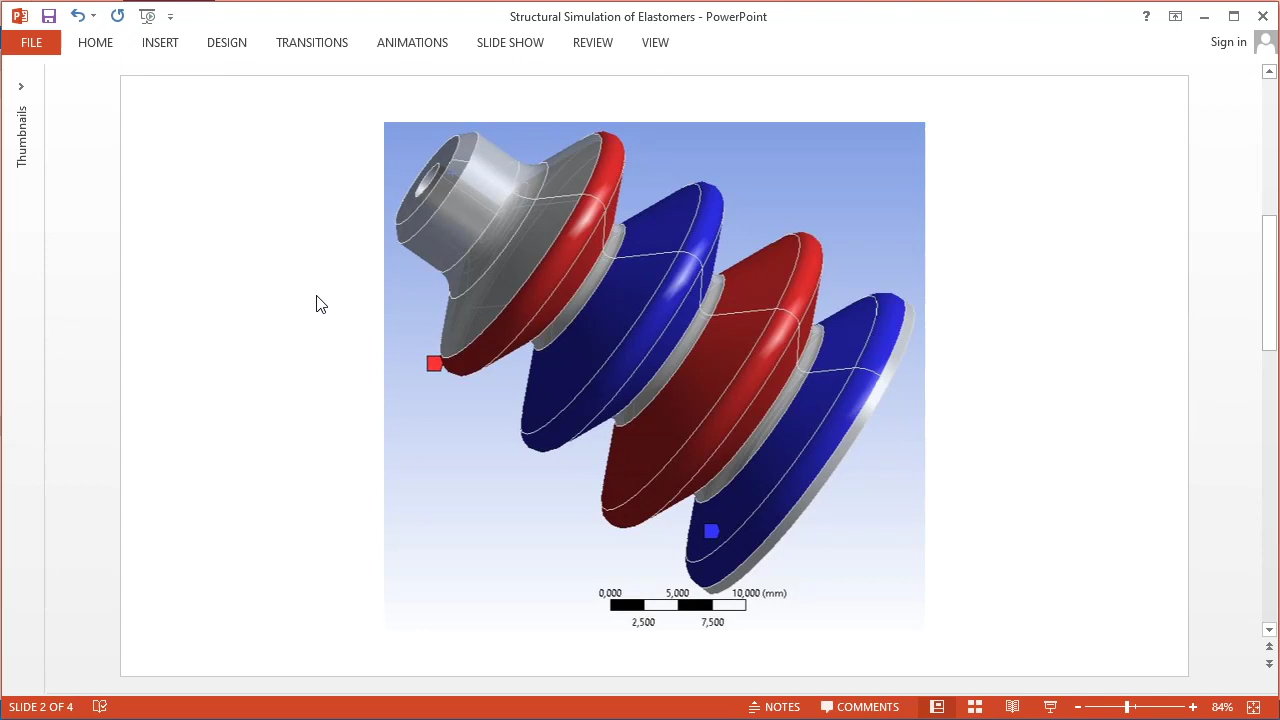 Structural Simulation of Elastomers - PowerPoint
?
FILE HOME INSERT DESIGN TRANSITIONS ANIMATIONS SLIDE SHOW REVIEW VIEW
Sign in
Thumbnails
0,000 5,000 10,000 (mm)
2,500 7,500
SLIDE 2 OF 4 NOTES COMMENTS 84%